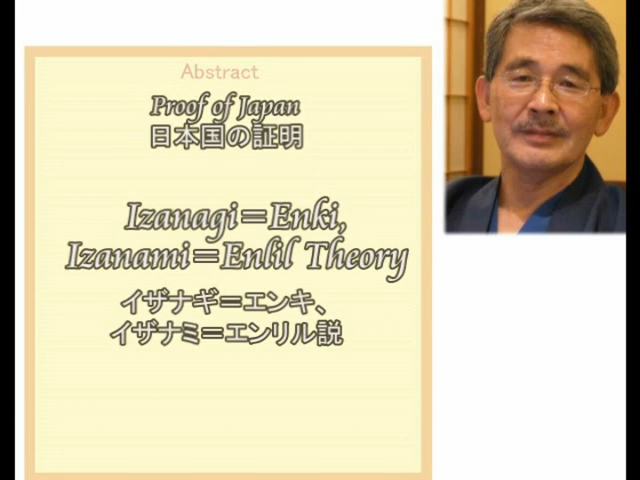 Abstract
Proof of Japan
日本国の証明
Izanagi＝Enki,
Izanami＝Enlil Theory
イザナギ＝エンキ、
イザナミ＝エンリル説